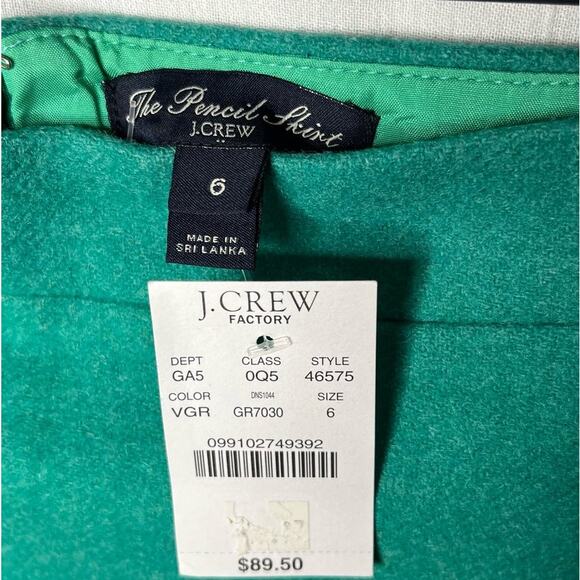 The Pencil Skirt
J.CREW
6
MADE IN
SRI LANKA
J.CREW
FACTORY
DEPT CLASS STYLE
GA5 0Q5 46575
COLOR DNS1044 SIZE
VGR GR7030 6
099102749392
$89.50